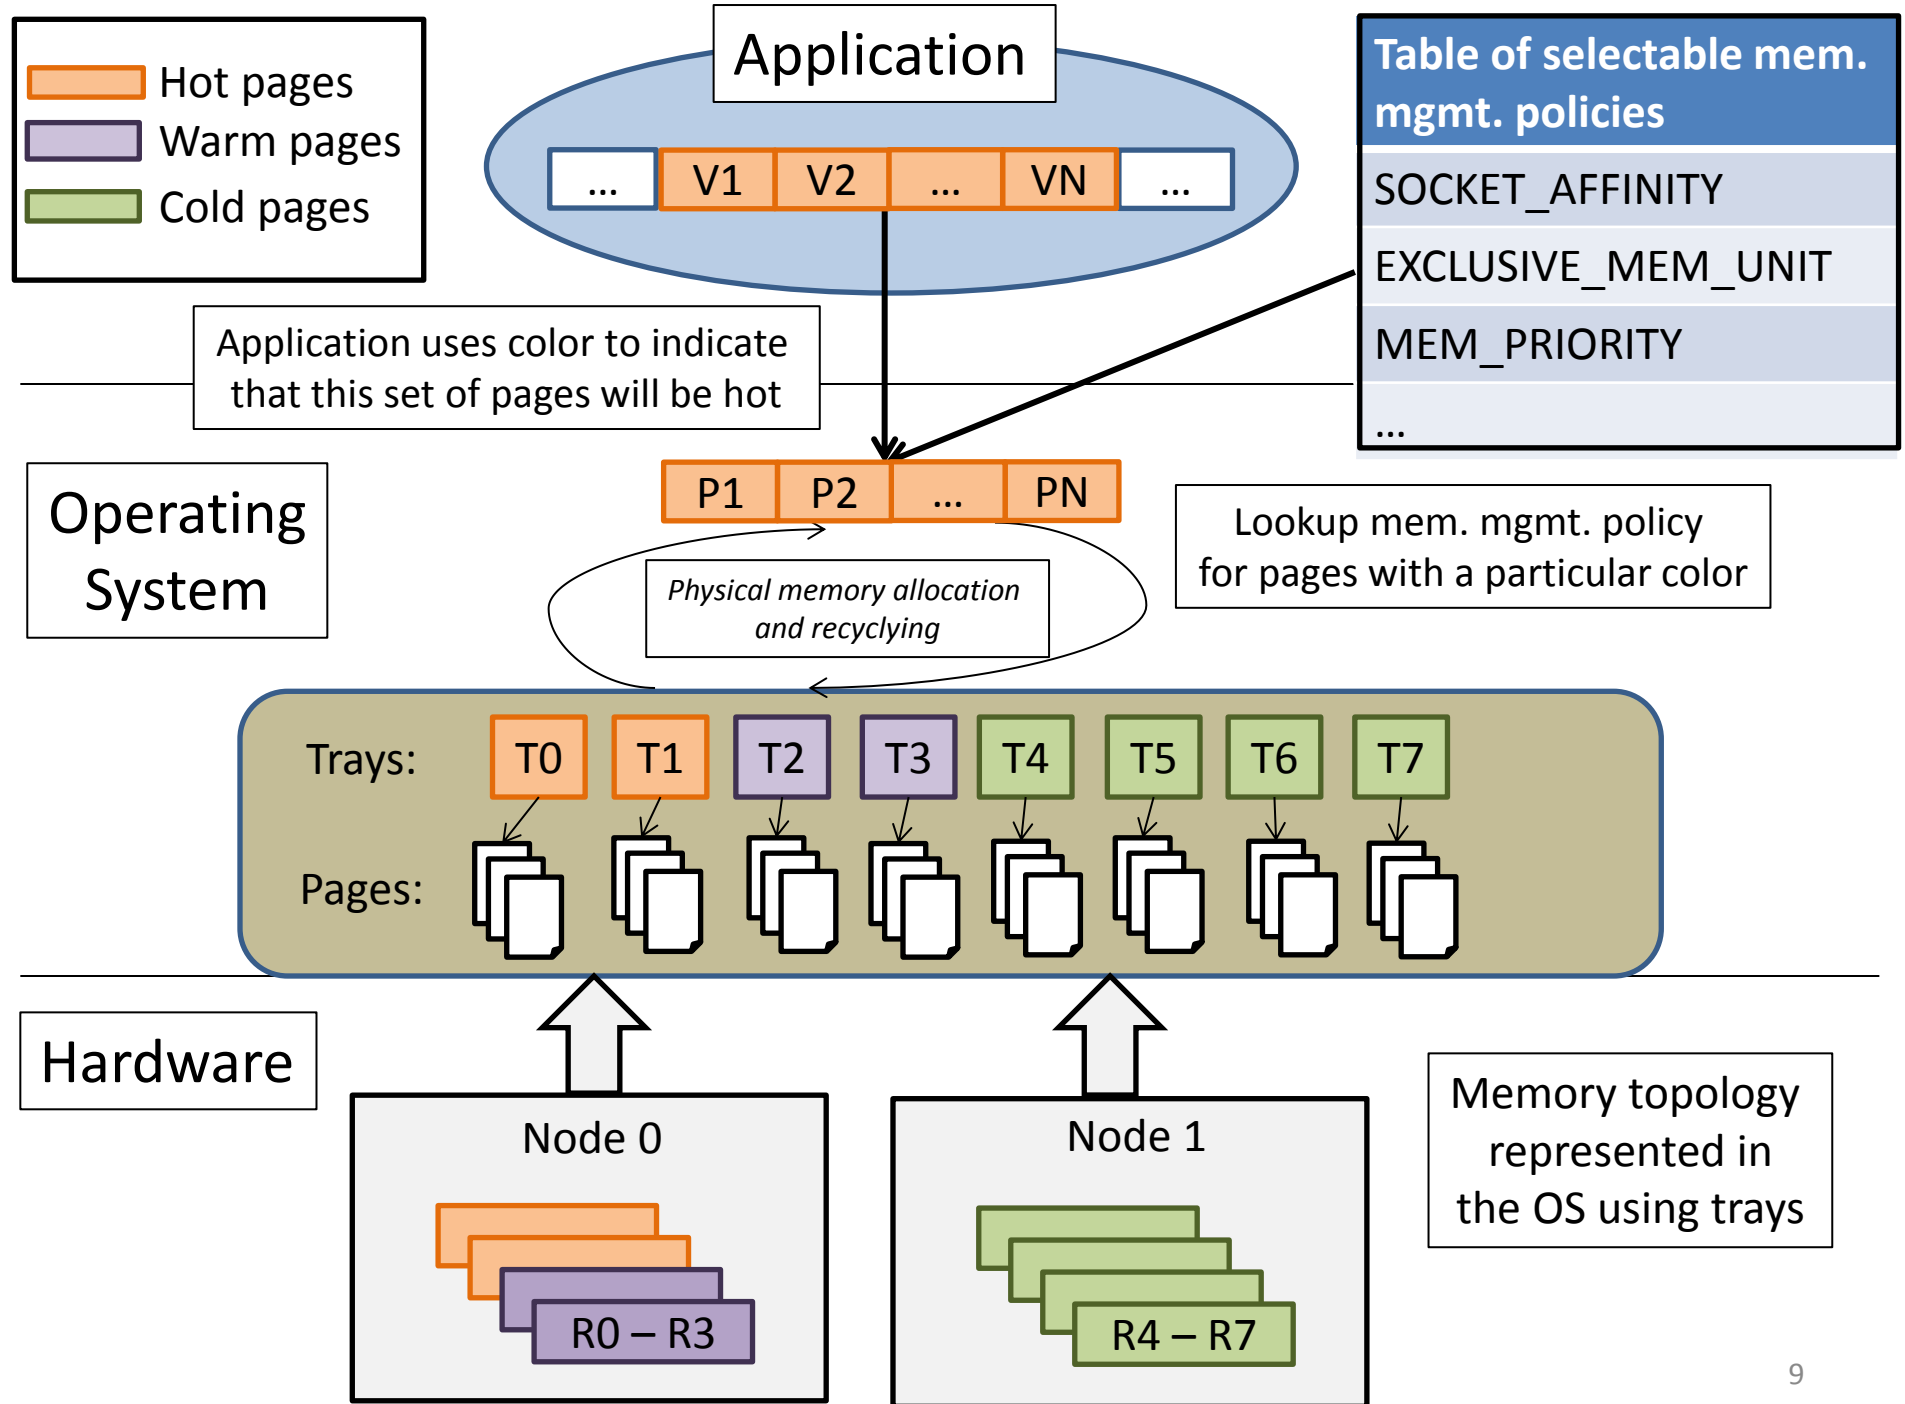 Hot pages
Warm pages
Cold pages
Application
... V1 V2 ... VN ...
Table of selectable mem.
mgmt. policies
SOCKET_AFFINITY
EXCLUSIVE_MEM_UNIT
MEM_PRIORITY
...
Application uses color to indicate
that this set of pages will be hot
Operating
System
P1 P2 ... PN
Lookup mem. mgmt. policy
for pages with a particular color
Physical memory allocation
and recyclying
Trays: T0 T1 T2 T3 T4 T5 T6 T7
Pages:
Hardware
Node 0
R0 – R3
Node 1
R4 – R7
Memory topology
represented in
the OS using trays
9